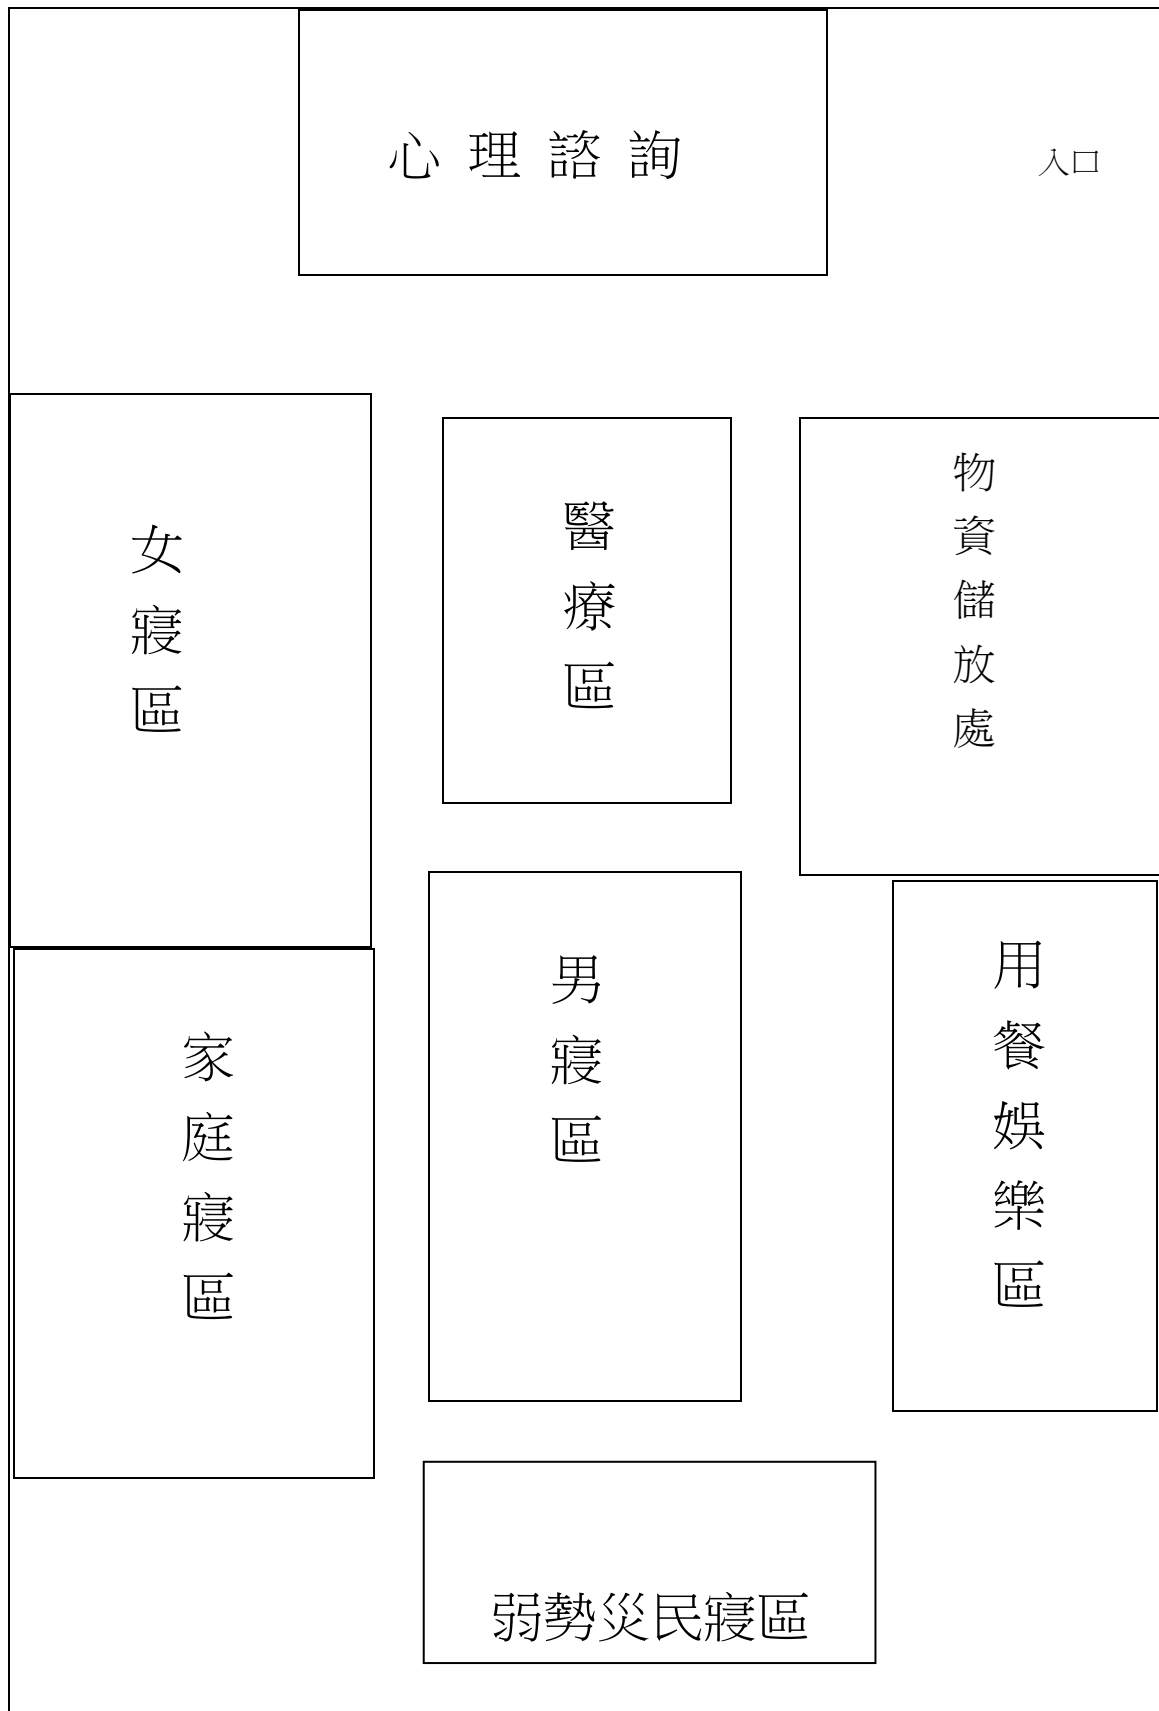 心理諮詢
入口
女寢區
醫療區
物資儲放處
家庭寢區
男寢區
用餐娛樂區
弱勢災民寢區